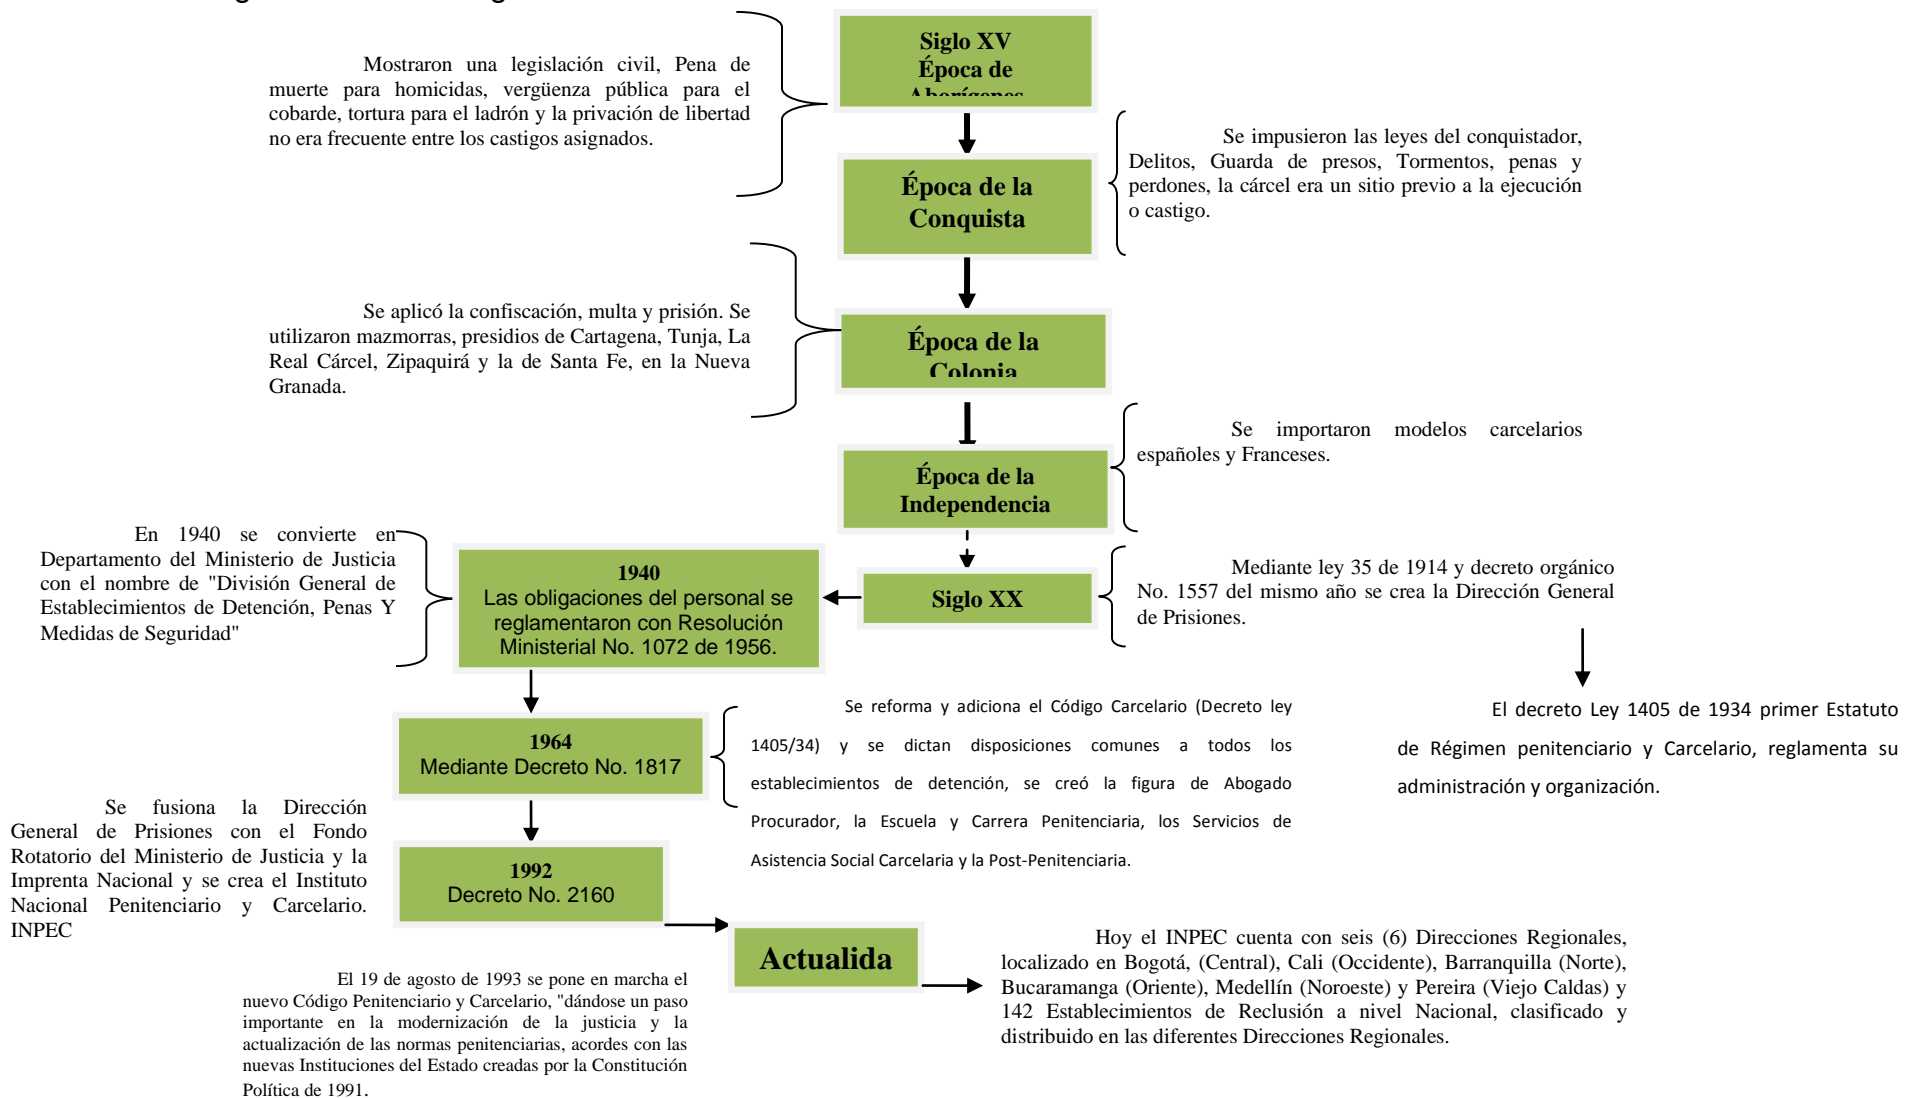 Siglo XV
Época de
Aborígenes
Mostraron una legislación civil, Pena de
muerte para homicidas, vergüenza pública para el
cobarde, tortura para el ladrón y la privación de libertad
no era frecuente entre los castigos asignados.
Época de la
Conquista
Se impusieron las leyes del conquistador,
Delitos, Guarda de presos, Tormentos, penas y
perdones, la cárcel era un sitio previo a la ejecución
o castigo.
Época de la
Colonia
Se aplicó la confiscación, multa y prisión. Se
utilizaron mazmorras, presidios de Cartagena, Tunja, La
Real Cárcel, Zipaquirá y la de Santa Fe, en la Nueva
Granada.
Época de la
Independencia
Se importaron modelos carcelarios
españoles y Franceses.
Siglo XX
Mediante ley 35 de 1914 y decreto orgánico
No. 1557 del mismo año se crea la Dirección General
de Prisiones.
El decreto Ley 1405 de 1934 primer Estatuto
de Régimen penitenciario y Carcelario, reglamenta su
administración y organización.
1940
Las obligaciones del personal se
reglamentaron con Resolución
Ministerial No. 1072 de 1956.
En 1940 se convierte en
Departamento del Ministerio de Justicia
con el nombre de "División General de
Establecimientos de Detención, Penas Y
Medidas de Seguridad"
1964
Mediante Decreto No. 1817
Se reforma y adiciona el Código Carcelario (Decreto ley
1405/34) y se dictan disposiciones comunes a todos los
establecimientos de detención, se creó la figura de Abogado
Procurador, la Escuela y Carrera Penitenciaria, los Servicios de
Asistencia Social Carcelaria y la Post-Penitenciaria.
1992
Decreto No. 2160
Se fusiona la Dirección
General de Prisiones con el Fondo
Rotatorio del Ministerio de Justicia y la
Imprenta Nacional y se crea el Instituto
Nacional Penitenciario y Carcelario.
INPEC
El 19 de agosto de 1993 se pone en marcha el
nuevo Código Penitenciario y Carcelario, "dándose un paso
importante en la modernización de la justicia y la
actualización de las normas penitenciarias, acordes con las
nuevas Instituciones del Estado creadas por la Constitución
Política de 1991.
Actualida
Hoy el INPEC cuenta con seis (6) Direcciones Regionales,
localizado en Bogotá, (Central), Cali (Occidente), Barranquilla (Norte),
Bucaramanga (Oriente), Medellín (Noroeste) y Pereira (Viejo Caldas) y
142 Establecimientos de Reclusión a nivel Nacional, clasificado y
distribuido en las diferentes Direcciones Regionales.